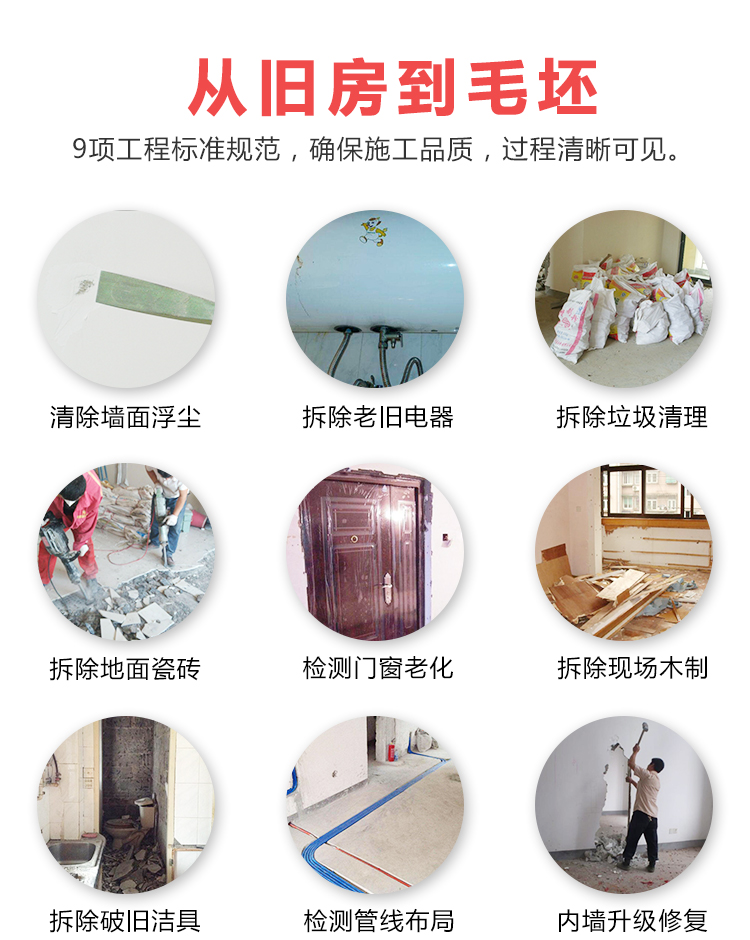 从旧房到毛坯
9项工程标准规范，确保施工品质，过程清晰可见。
清除墙面浮尘
拆除老旧电器
拆除垃圾清理
拆除地面瓷砖
检测门窗老化
拆除现场木制
拆除破旧洁具
检测管线布局
内墙升级修复